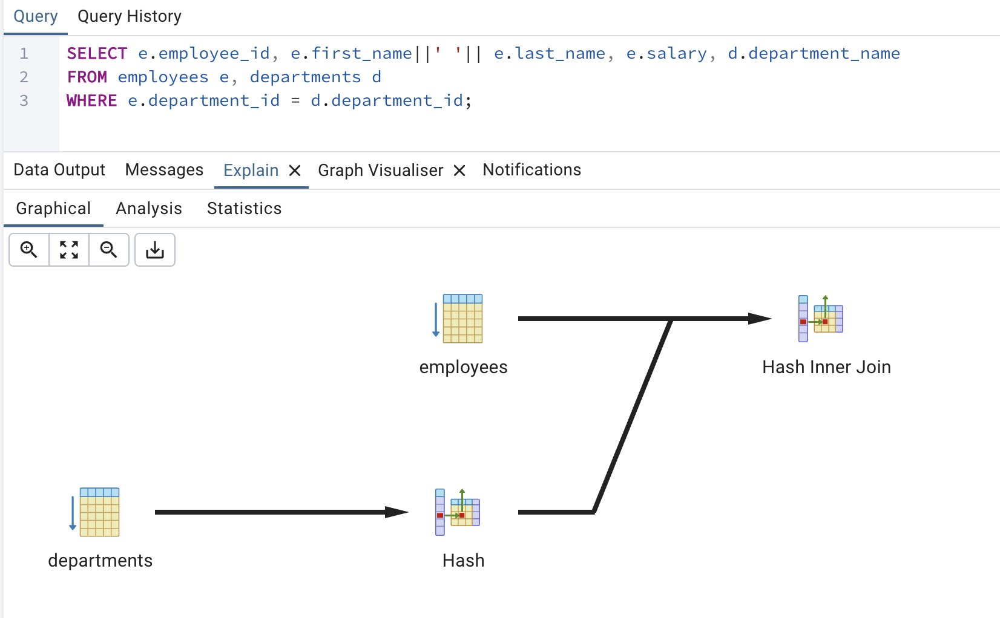 Query Query History
1 SELECT e.employee_id, e.first_name||' '|| e.last_name, e.salary, d.department_name
2 FROM employees e, departments d
3 WHERE e.department_id = d.department_id;
Data Output Messages Explain Graph Visualiser Notifications
Graphical Analysis Statistics
employees Hash Inner Join
departments Hash